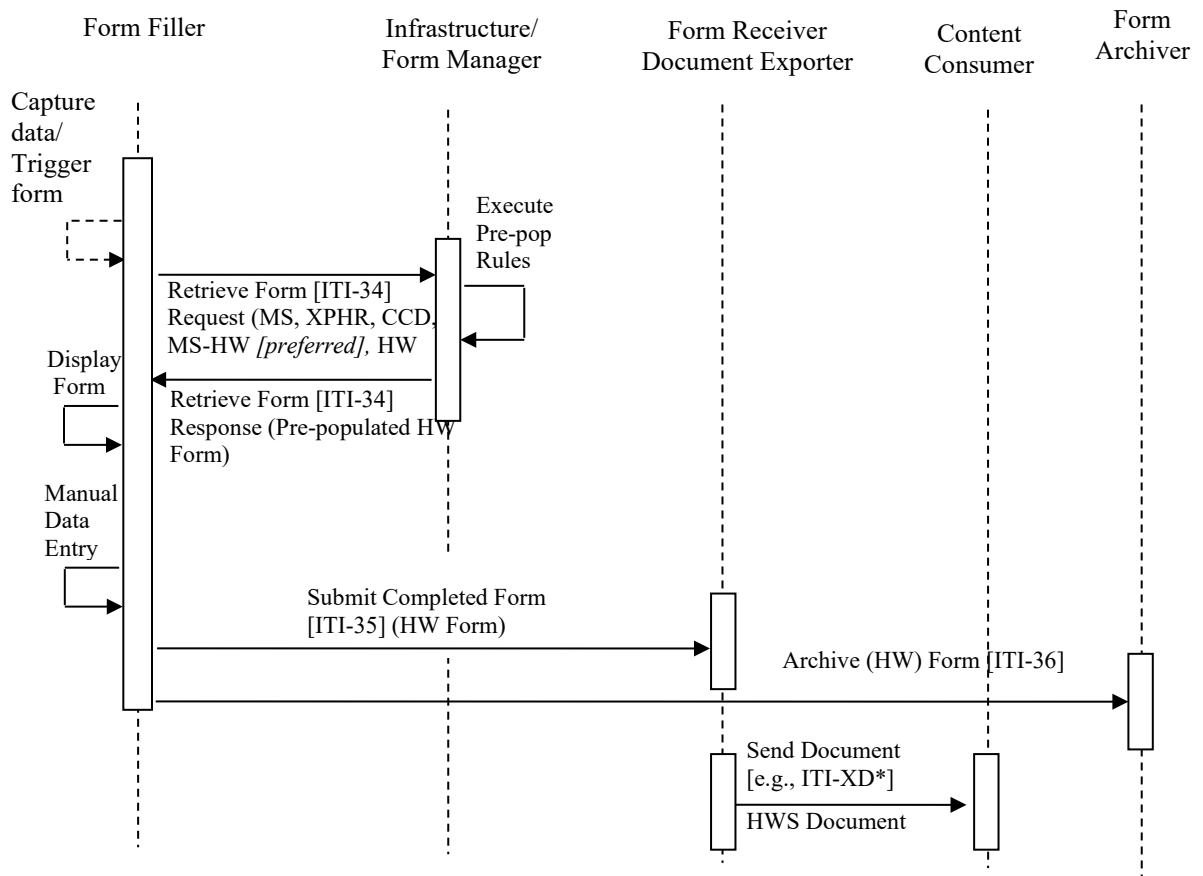 Form Filler
Infrastructure/
Form Manager
Form Receiver
Document Exporter
Content
Consumer
Form
Archiver
Capture
data/
Trigger
form
Execute
Pre-pop
Rules
Retrieve Form [ITI-34]
Request (MS, XPHR, CCD,
MS-HW [preferred], HW
Display
Form
Retrieve Form [ITI-34]
Response (Pre-populated HW
Form)
Manual
Data
Entry
Submit Completed Form
[ITI-35] (HW Form)
Archive (HW) Form [ITI-36]
Send Document
[e.g., ITI-XD*]
HWS Document